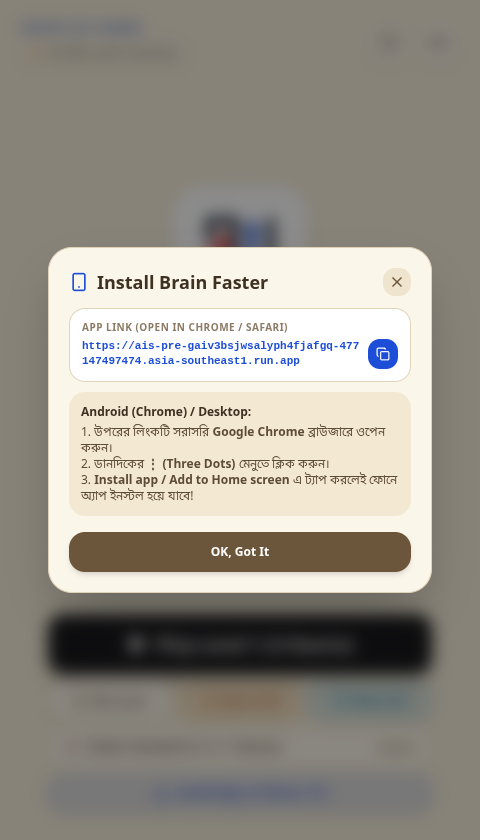 Install Brain Faster
APP LINK (OPEN IN CHROME / SAFARI)
https://ais-pre-gaiv3bsjwsalyph4fjafgq-477
147497474.asia-southeast1.run.app
Android (Chrome) / Desktop:
1. উপরের লিংকটি সরাসরি Google Chrome ব্রাউজারে ওপেন
করুন।
2. ডানদিকের ⋮ (Three Dots) মেনুতে ক্লিক করুন।
3. Install app / Add to Home screen এ ট্যাপ করলেই ফোনে
অ্যাপ ইনস্টল হয়ে যাবে!
OK, Got It